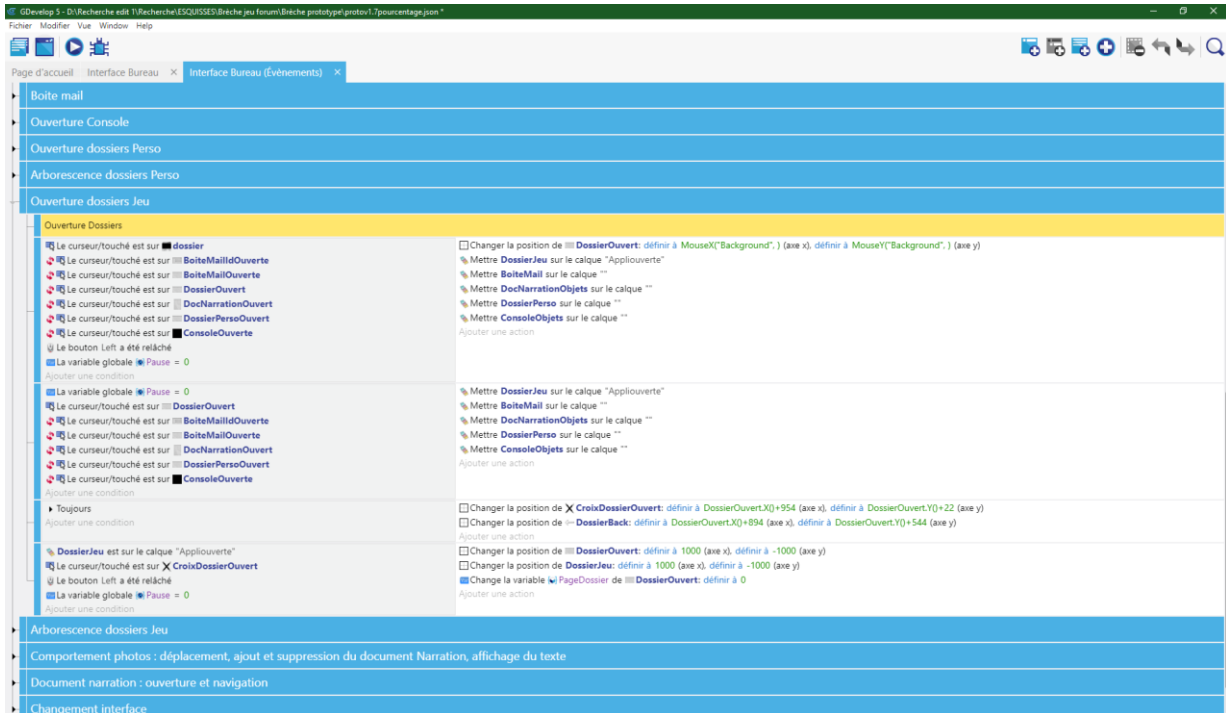 GDevelop 5 - D:\Recherche edit 1\Recherche\ESQUISSES\Brèche jeu forum\Brèche prototype\protov1.7pourcentage.json *
Fichier Modifier Vue Window Help
Page d'accueil Interface Bureau × Interface Bureau (Évènements) ×
Boite mail
Ouverture Console
Ouverture dossiers Perso
Arborescence dossiers Perso
Ouverture dossiers Jeu
Ouverture Dossiers
Le curseur/touché est sur dossier
Le curseur/touché est sur BoiteMailIdOuverte
Le curseur/touché est sur BoiteMailOuverte
Le curseur/touché est sur DossierOuvert
Le curseur/touché est sur DocNarrationOuvert
Le curseur/touché est sur DossierPersoOuvert
Le curseur/touché est sur ConsoleOuverte
Le bouton Left a été relâché
La variable globale Pause = 0
Ajouter une condition
Changer la position de DossierOuvert: définir à MouseX("Background", ) (axe x), définir à MouseY("Background", ) (axe y)
Mettre DossierJeu sur le calque "Appliouverte"
Mettre BoiteMail sur le calque ""
Mettre DocNarrationObjets sur le calque ""
Mettre DossierPerso sur le calque ""
Mettre ConsoleObjets sur le calque ""
Ajouter une action
La variable globale Pause = 0
Le curseur/touché est sur DossierOuvert
Le curseur/touché est sur BoiteMailIdOuverte
Le curseur/touché est sur BoiteMailOuverte
Le curseur/touché est sur DocNarrationOuvert
Le curseur/touché est sur DossierPersoOuvert
Le curseur/touché est sur ConsoleOuverte
Ajouter une condition
Mettre DossierJeu sur le calque "Appliouverte"
Mettre BoiteMail sur le calque ""
Mettre DocNarrationObjets sur le calque ""
Mettre DossierPerso sur le calque ""
Mettre ConsoleObjets sur le calque ""
Ajouter une action
Toujours
Ajouter une condition
Changer la position de CroixDossierOuvert: définir à DossierOuvert.X()+954 (axe x), définir à DossierOuvert.Y()+22 (axe y)
Changer la position de DossierBack: définir à DossierOuvert.X()+894 (axe x), définir à DossierOuvert.Y()+544 (axe y)
Ajouter une action
DossierJeu est sur le calque "Appliouverte"
Le curseur/touché est sur CroixDossierOuvert
Le bouton Left a été relâché
La variable globale Pause = 0
Ajouter une condition
Changer la position de DossierOuvert: définir à 1000 (axe x), définir à -1000 (axe y)
Changer la position de DossierJeu: définir à 1000 (axe x), définir à -1000 (axe y)
Change la variable PageDossier de DossierOuvert: définir à 0
Ajouter une action
Arborescence dossiers Jeu
Comportement photos : déplacement, ajout et suppression du document Narration, affichage du texte
Document narration : ouverture et navigation
Changement interface